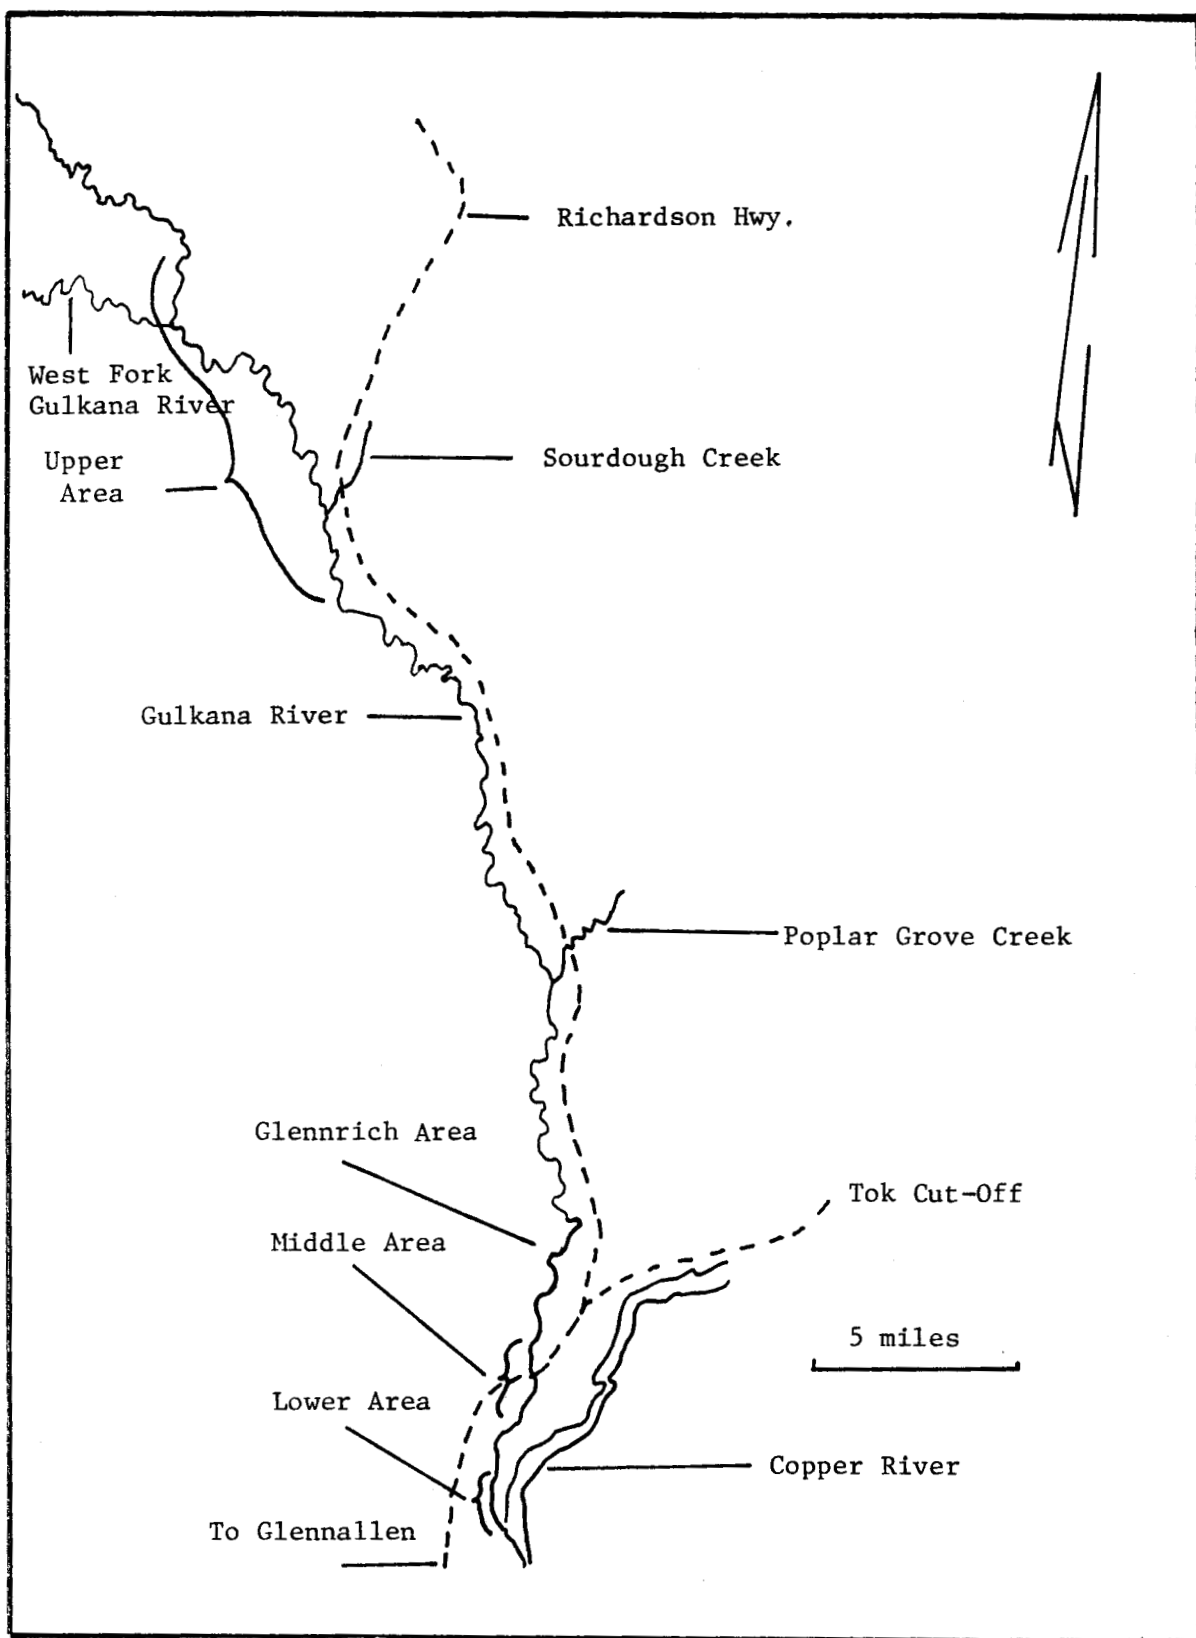 Richardson Hwy.
West Fork
Gulkana River
Upper
Area
Sourdough Creek
Gulkana River
Poplar Grove Creek
Glennrich Area
Tok Cut-Off
Middle Area
5 miles
Lower Area
Copper River
To Glennallen